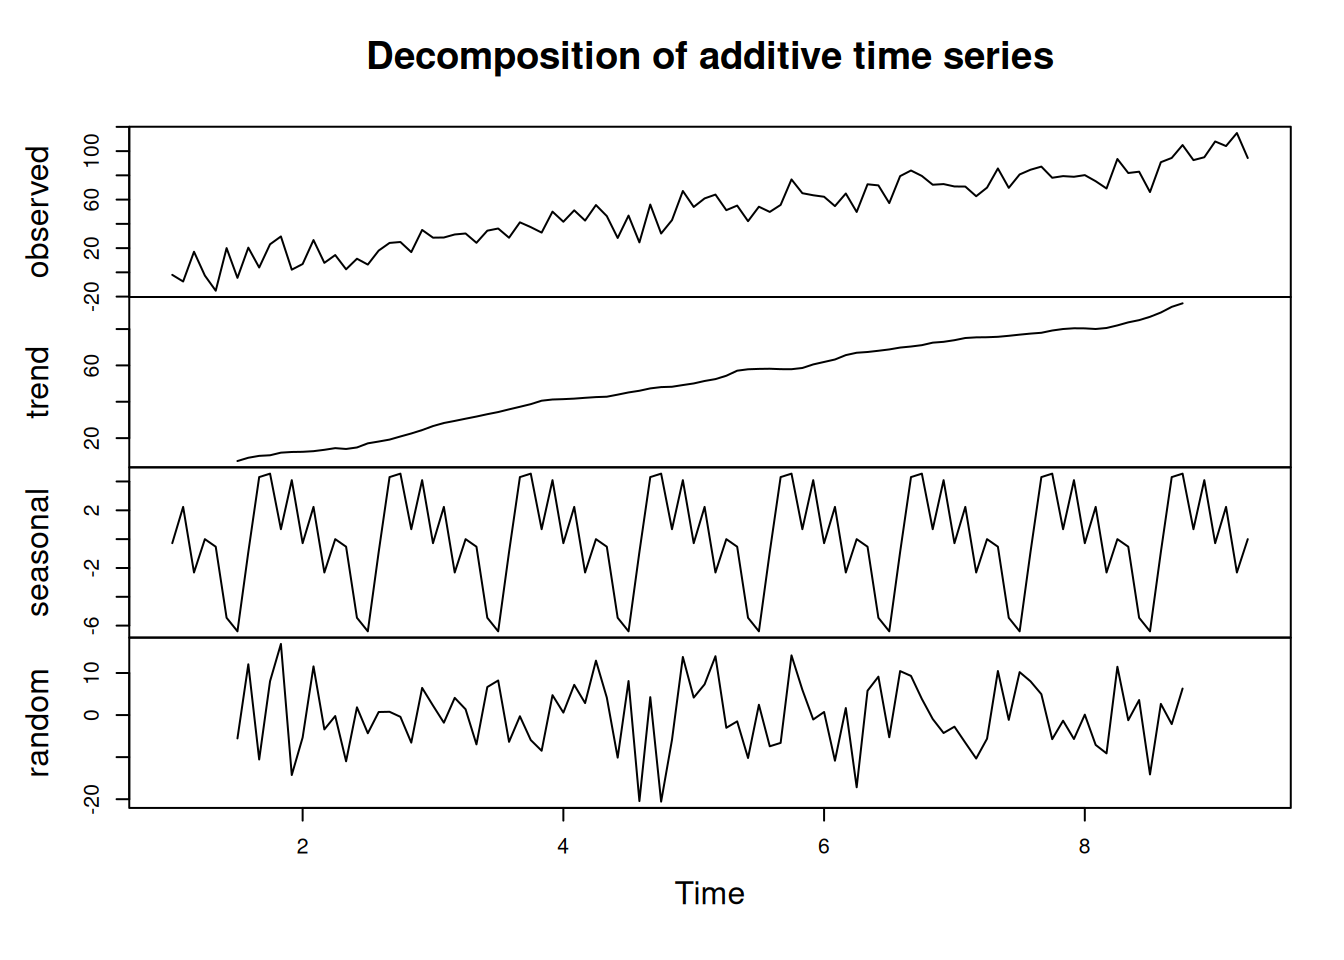 Decomposition of additive time series
observed
-20 20 60 100
trend
20 60
seasonal
-6 -2 2
random
-20 0 10
2 4 6 8
Time